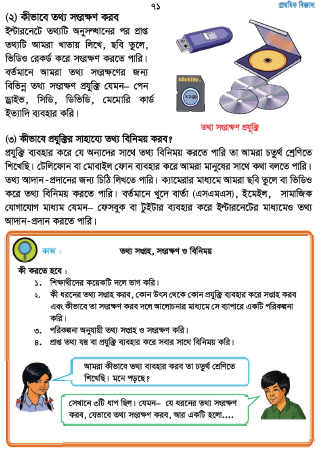 ৭১
প্রাথমিক বিজ্ঞান
(২) কীভাবে তথ্য সংরক্ষণ করব
ইন্টারনেটে তথ্যটি অনুসন্ধানের পর প্রাপ্ত
তথ্যটি আমরা খাতায় লিখে, ছবি তুলে,
ভিডিও রেকর্ড করে সংরক্ষণ করতে পারি।
বর্তমানে আমরা তথ্য সংরক্ষণের জন্য
বিভিন্ন তথ্য সংরক্ষণ প্রযুক্তি যেমন– পেন
ড্রাইভ, সিডি, ডিভিডি, মেমোরি কার্ড
ইত্যাদি ব্যবহার করি।
তথ্য সংরক্ষণ প্রযুক্তি
(৩) কীভাবে প্রযুক্তির সাহায্যে তথ্য বিনিময় করব?
প্রযুক্তি ব্যবহার করে যে অন্যদের সাথে তথ্য বিনিময় করতে পারি তা আমরা চতুর্থ শ্রেণিতে
শিখেছি। টেলিফোন বা মোবাইল ফোন ব্যবহার করে আমরা মানুষের সাথে কথা বলতে পারি।
তথ্য আদান-প্রদানের জন্য চিঠি লিখতে পারি। ক্যামেরার মাধ্যমে আমরা ছবি তুলে বা ভিডিও
করে তথ্য বিনিময় করতে পারি। বর্তমানে খুদে বার্তা (এসএমএস), ইমেইল, সামাজিক
যোগাযোগ মাধ্যম যেমন– ফেসবুক বা টুইটার ব্যবহার করে ইন্টারনেটের মাধ্যমেও তথ্য
আদান-প্রদান করতে পারি।
কাজ :
তথ্য সংগ্রহ, সংরক্ষণ ও বিনিময়
কী করতে হবে :
১. শিক্ষার্থীদের কয়েকটি দলে ভাগ করি।
২. কী ধরনের তথ্য সংগ্রহ করব, কোন উৎস থেকে কোন প্রযুক্তি ব্যবহার করে সংগ্রহ করব
এবং কীভাবে তা সংরক্ষণ করব দলে আলোচনার মাধ্যমে সে ব্যাপারে একটি পরিকল্পনা
করি।
৩. পরিকল্পনা অনুযায়ী তথ্য সংগ্রহ ও সংরক্ষণ করি।
৪. প্রাপ্ত তথ্য যন্ত্র বা প্রযুক্তি ব্যবহার করে সবার সাথে বিনিময় করি।
আমরা কীভাবে তথ্য ব্যবহার করব তা চতুর্থ শ্রেণিতে
শিখেছি। মনে পড়ছে?
সেখানে ৩টি ধাপ ছিল। যেমন– যে ধরনের তথ্য সংরক্ষণ
করব, যেভাবে তথ্য সংরক্ষণ করব, আর একটি হলো....